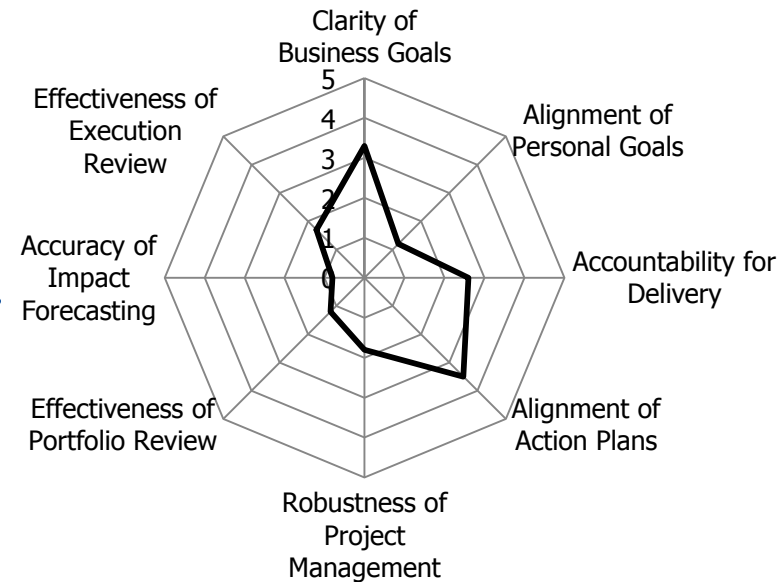 Clarity of
Business Goals
Alignment of
Personal Goals
Accountability for
Delivery
Alignment of
Action Plans
Robustness of
Project
Management
Effectiveness of
Portfolio Review
Accuracy of
Impact
Forecasting
Effectiveness of
Execution
Review
5
4
3
2
1
0